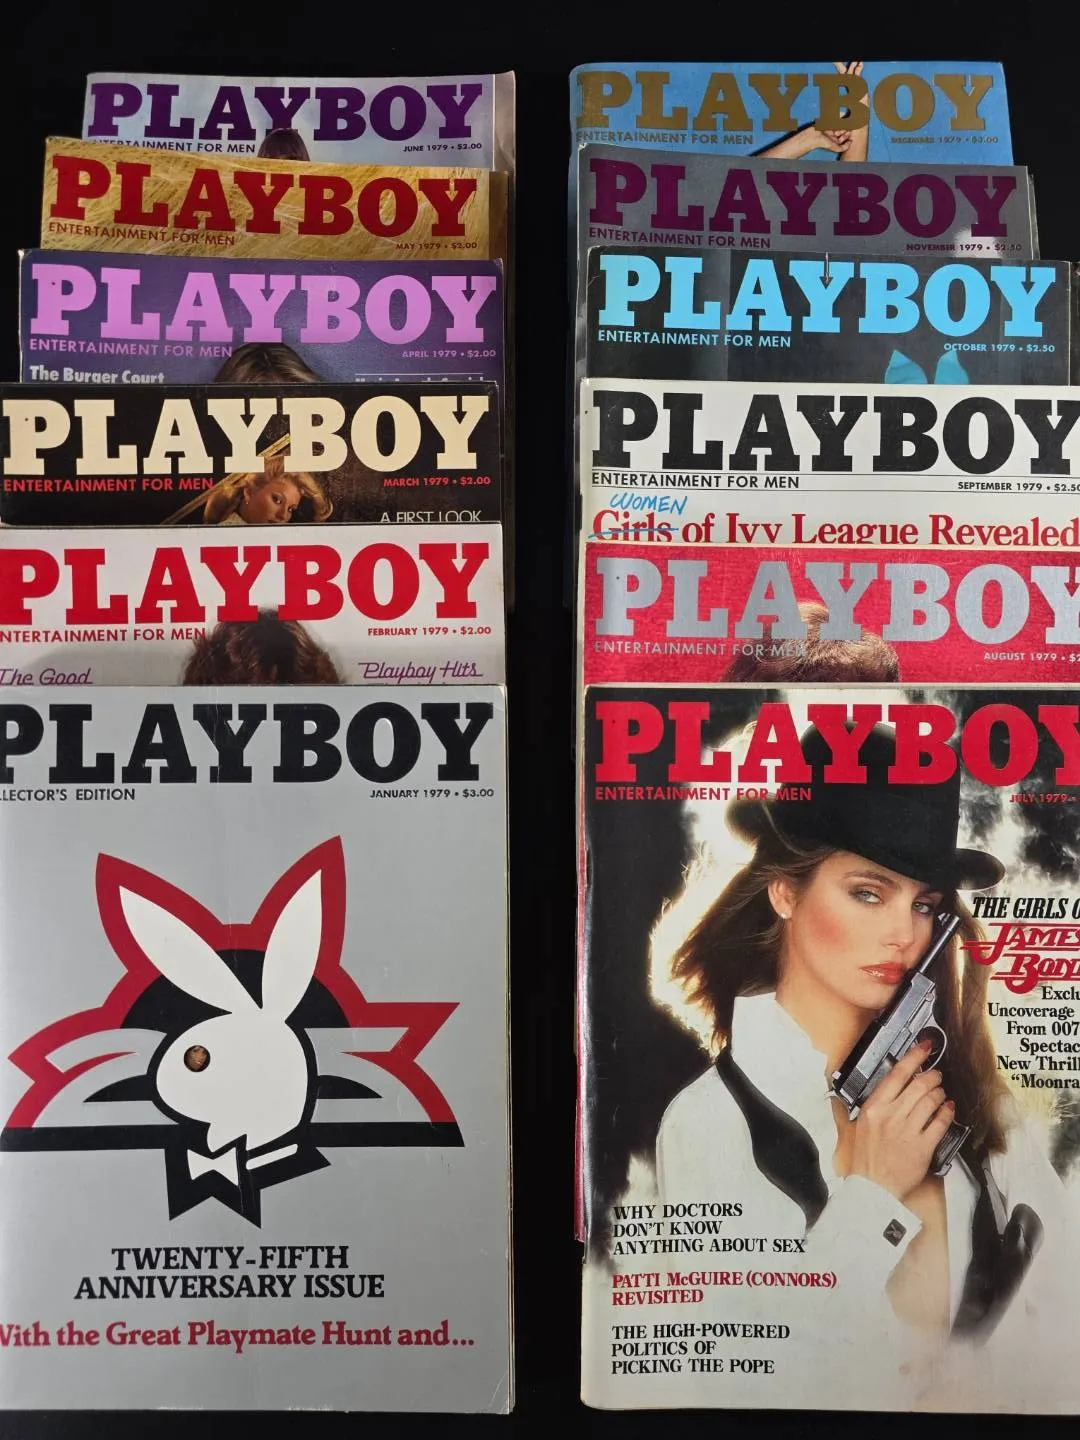 PLAYBOY
ENTERTAINMENT FOR MEN
JUNE 1979 • $2.00
PLAYBOY
ENTERTAINMENT FOR MEN
MAY 1979 • $2.00
PLAYBOY
ENTERTAINMENT FOR MEN
APRIL 1979 • $2.00
The Burger Court
PLAYBOY
ENTERTAINMENT FOR MEN
MARCH 1979 • $2.00
A FIRST LOOK
PLAYBOY
NTERTAINMENT FOR MEN
FEBRUARY 1979 • $2.00
The Good
Playboy Hits
PLAYBOY
LLECTOR'S EDITION
JANUARY 1979 • $3.00
TWENTY-FIFTH
ANNIVERSARY ISSUE
With the Great Playmate Hunt and...
PLAYBOY
ENTERTAINMENT FOR MEN
DECEMBER 1979 • $3.00
PLAYBOY
ENTERTAINMENT FOR MEN
NOVEMBER 1979 • $2.50
PLAYBOY
ENTERTAINMENT FOR MEN
OCTOBER 1979 • $2.50
PLAYBOY
ENTERTAINMENT FOR MEN
SEPTEMBER 1979 • $2.50
WOMEN
Girls of Ivy League Revealed
PLAYBOY
ENTERTAINMENT FOR MEN
AUGUST 1979 • $2
PLAYBOY
ENTERTAINMENT FOR MEN
JULY 1979 •
THE GIRLS O
JAMES
BON
Exclu
Uncoverage
From 007
Spectac
New Thrill
"Moonra
WHY DOCTORS
DON'T KNOW
ANYTHING ABOUT SEX
PATTI McGUIRE (CONNORS)
REVISITED
THE HIGH-POWERED
POLITICS OF
PICKING THE POPE